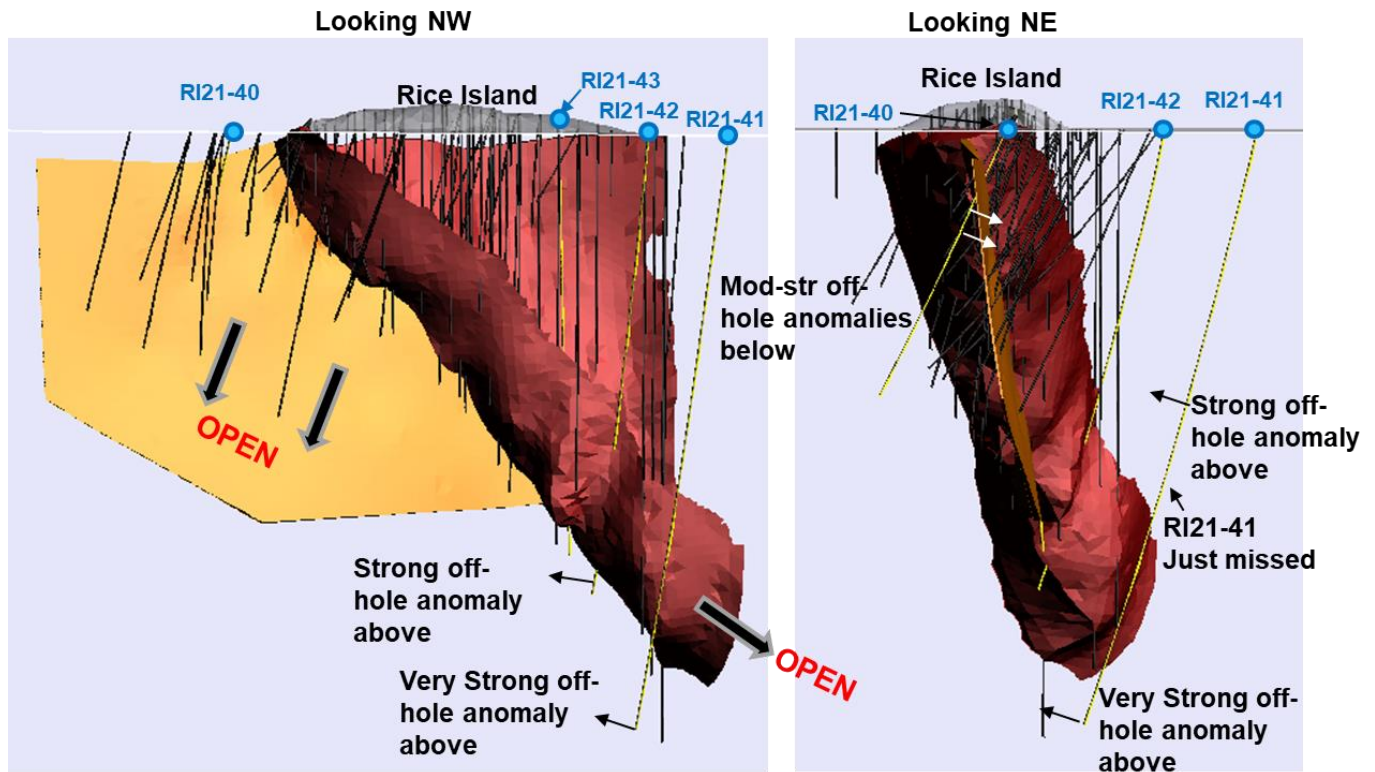 Looking NW
Looking NE
RI21-40
Rice Island
RI21-43
RI21-42
RI21-41
Rice Island
RI21-40
RI21-42
RI21-41
Mod-str off-
hole anomalies
below
OPEN
Strong off-
hole anomaly
above
RI21-41
Just missed
Strong off-
hole anomaly
above
OPEN
Very Strong off-
hole anomaly
above
Very Strong off-
hole anomaly
above